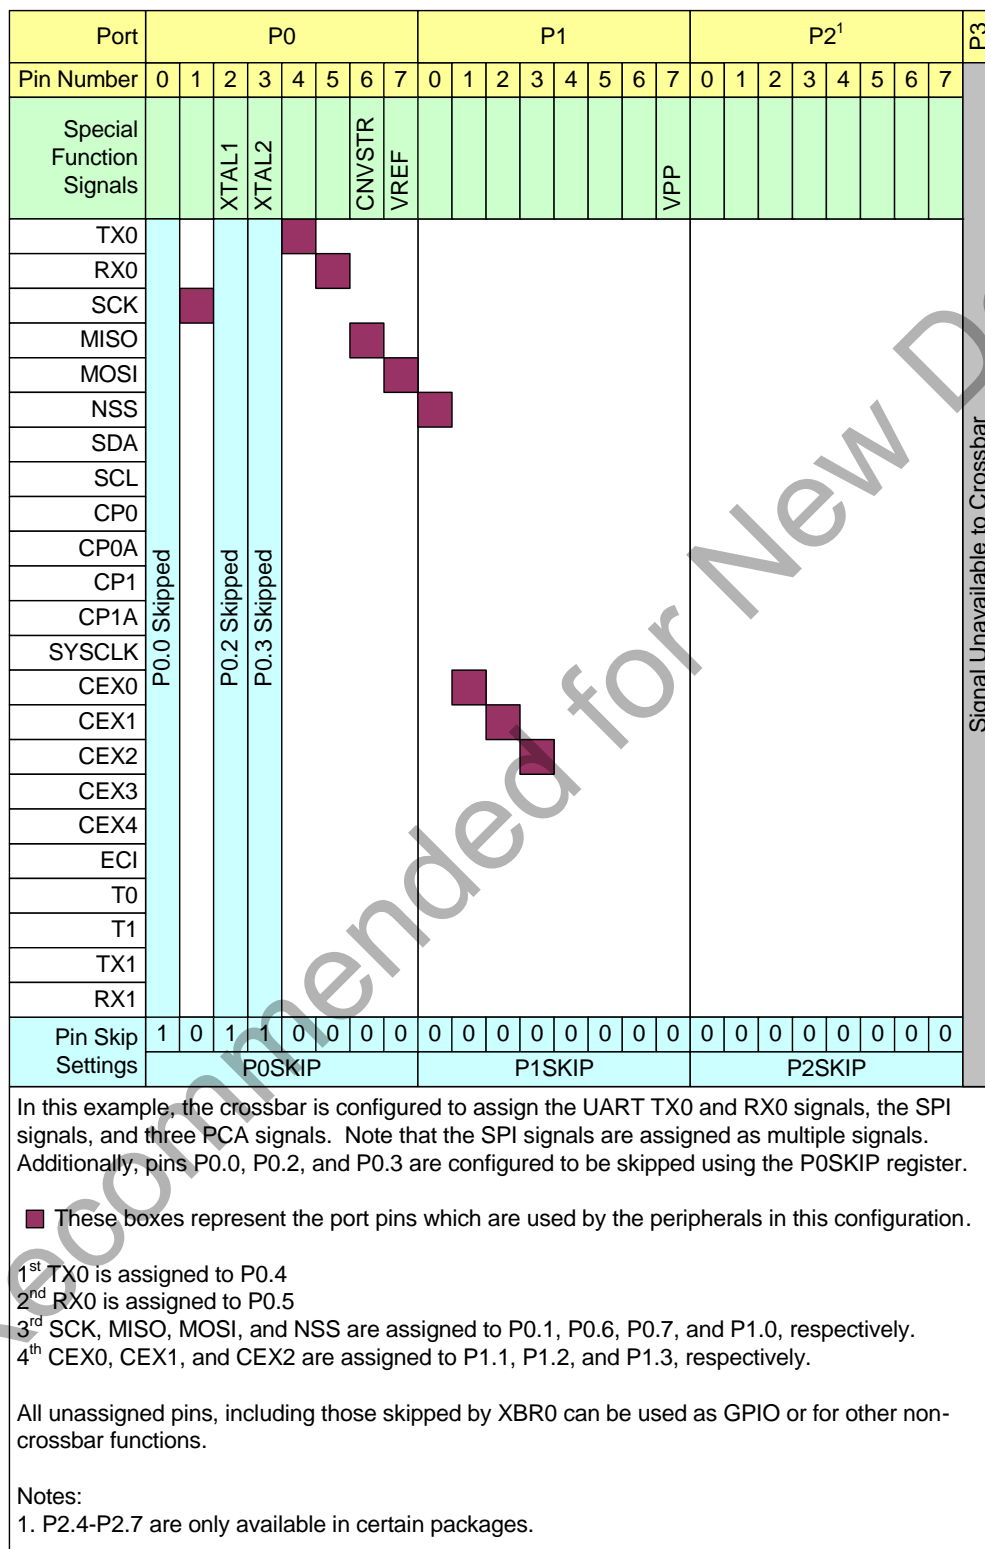 Port P0 P1 P2¹ P3
Pin Number 0 1 2 3 4 5 6 7 0 1 2 3 4 5 6 7 0 1 2 3 4 5 6 7
Special
Function
Signals
XTAL1
XTAL2
CNVSTR
VREF
VPP
TX0
RX0
SCK
MISO
MOSI
NSS
SDA
SCL
CP0
CP0A
CP1
CP1A
SYSCLK
CEX0
CEX1
CEX2
CEX3
CEX4
ECI
T0
T1
TX1
RX1
P0.0 Skipped
P0.2 Skipped
P0.3 Skipped
Signal Unavailable to Crossbar
Pin Skip
Settings
1 0 1 1 0 0 0 0 0 0 0 0 0 0 0 0 0 0 0 0 0 0 0 0
P0SKIP P1SKIP P2SKIP
In this example, the crossbar is configured to assign the UART TX0 and RX0 signals, the SPI
signals, and three PCA signals. Note that the SPI signals are assigned as multiple signals.
Additionally, pins P0.0, P0.2, and P0.3 are configured to be skipped using the P0SKIP register.
These boxes represent the port pins which are used by the peripherals in this configuration.
1st TX0 is assigned to P0.4
2nd RX0 is assigned to P0.5
3rd SCK, MISO, MOSI, and NSS are assigned to P0.1, P0.6, P0.7, and P1.0, respectively.
4th CEX0, CEX1, and CEX2 are assigned to P1.1, P1.2, and P1.3, respectively.
All unassigned pins, including those skipped by XBR0 can be used as GPIO or for other non-
crossbar functions.
Notes:
1. P2.4-P2.7 are only available in certain packages.
Recommended for New D